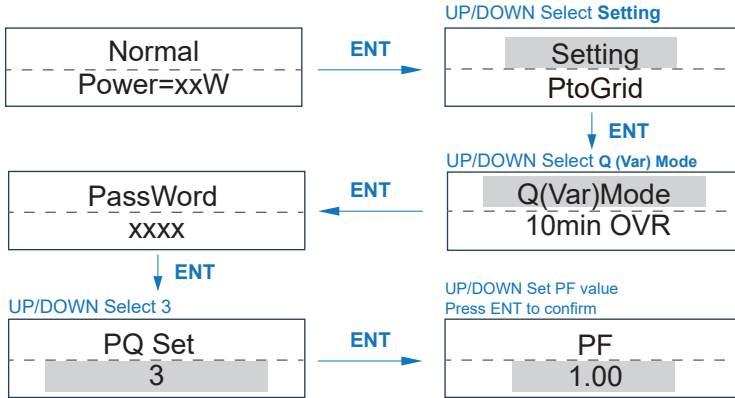 Normal
Power=xxW
ENT
UP/DOWN Select Setting
Setting
PtoGrid
ENT
UP/DOWN Select Q (Var) Mode
Q(Var)Mode
10min OVR
ENT
PassWord
xxxx
ENT
UP/DOWN Select 3
PQ Set
3
ENT
UP/DOWN Set PF value
Press ENT to confirm
PF
1.00